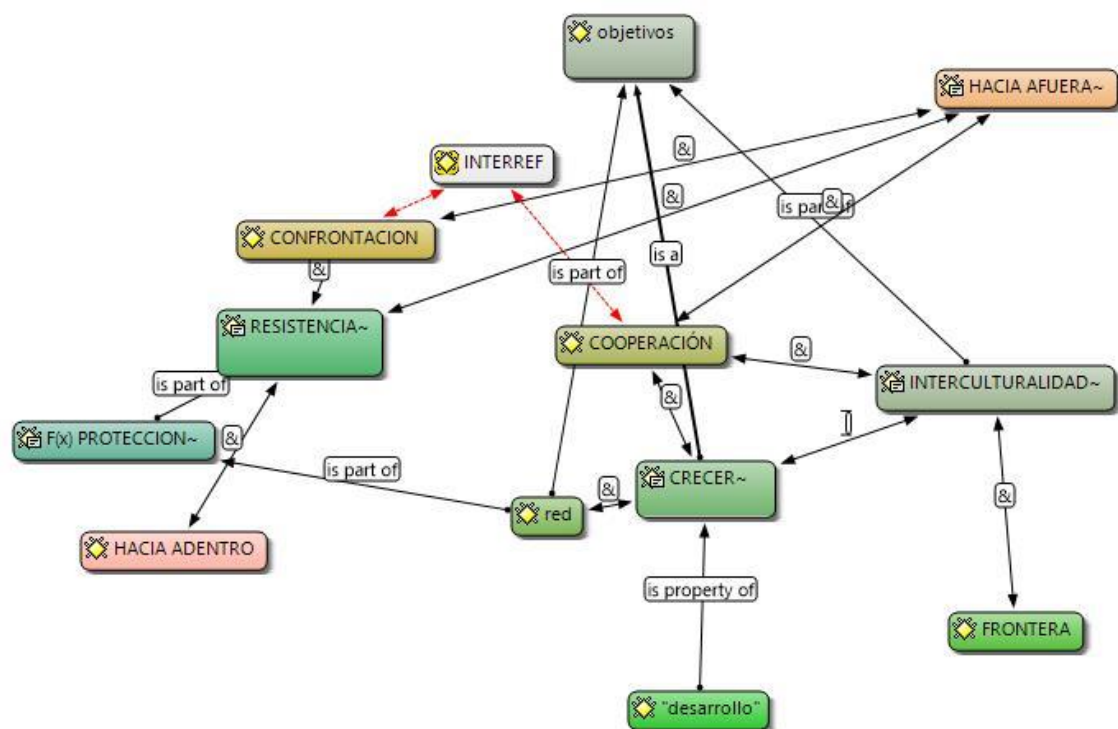 objetivos
HACIA AFUERA~
&
INTERREF
&
is part of
&
CONFRONTACION
is a
&
is part of
RESISTENCIA~
COOPERACIÓN
&
INTERCULTURALIDAD~
is part of
&
F(x) PROTECCION~
&
is part of
CRECER~
&
red
&
HACIA ADENTRO
is property of
FRONTERA
"desarrollo"